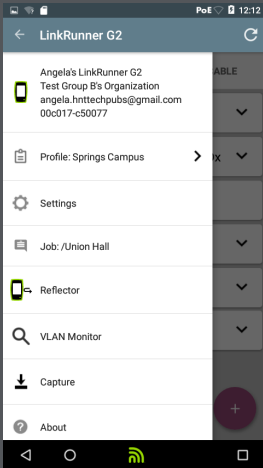 PoE 12:12
LinkRunner G2
Angela's LinkRunner G2
Test Group B's Organization
angela.hnttechpubs@gmail.com
00c017-c50077
ABLE
Profile: Springs Campus
0x
Settings
Job: /Union Hall
Reflector
VLAN Monitor
Capture
About